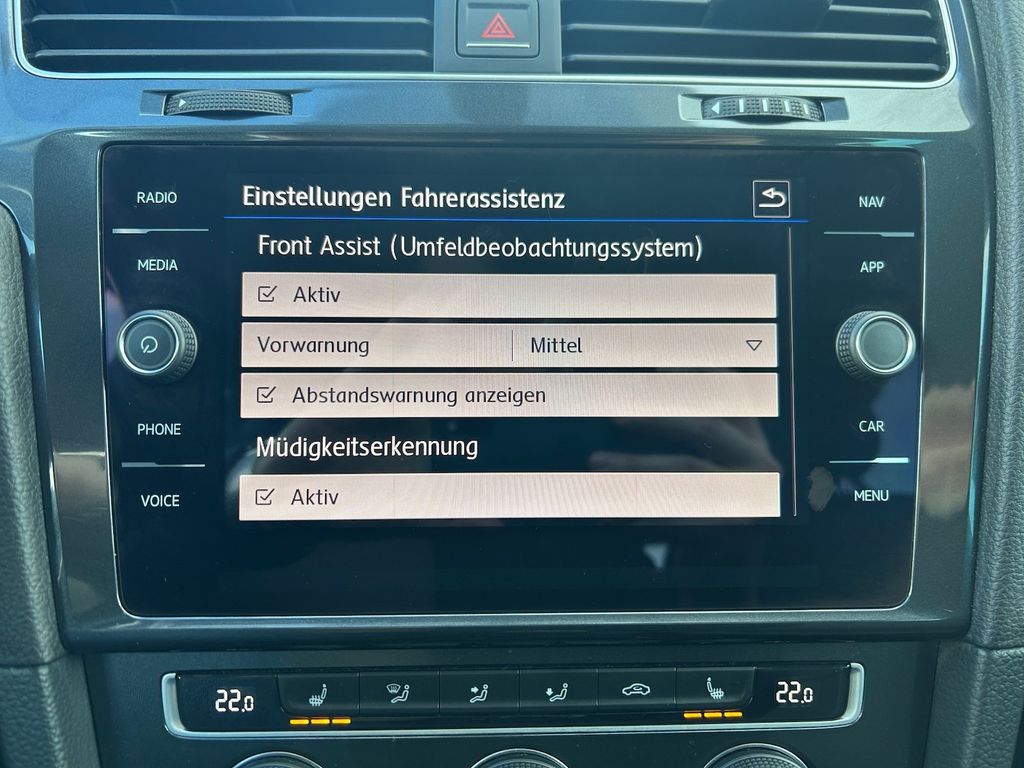 RADIO
MEDIA
PHONE
VOICE
Einstellungen Fahrerassistenz
Front Assist (Umfeldbeobachtungssystem)
Aktiv
Vorwarnung Mittel
Abstandswarnung anzeigen
Müdigkeitserkennung
Aktiv
NAV
APP
CAR
MENU
22.0
22.0